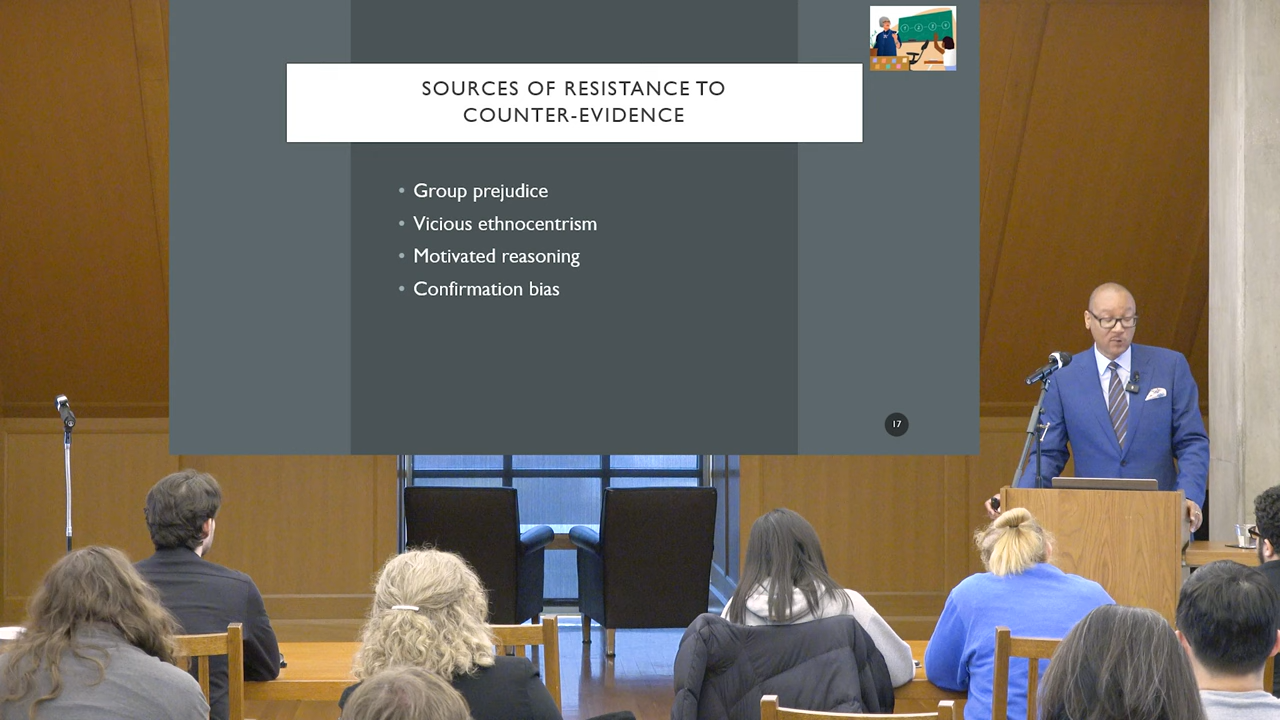 SOURCES OF RESISTANCE TO
COUNTER-EVIDENCE
• Group prejudice
• Vicious ethnocentrism
• Motivated reasoning
• Confirmation bias
17